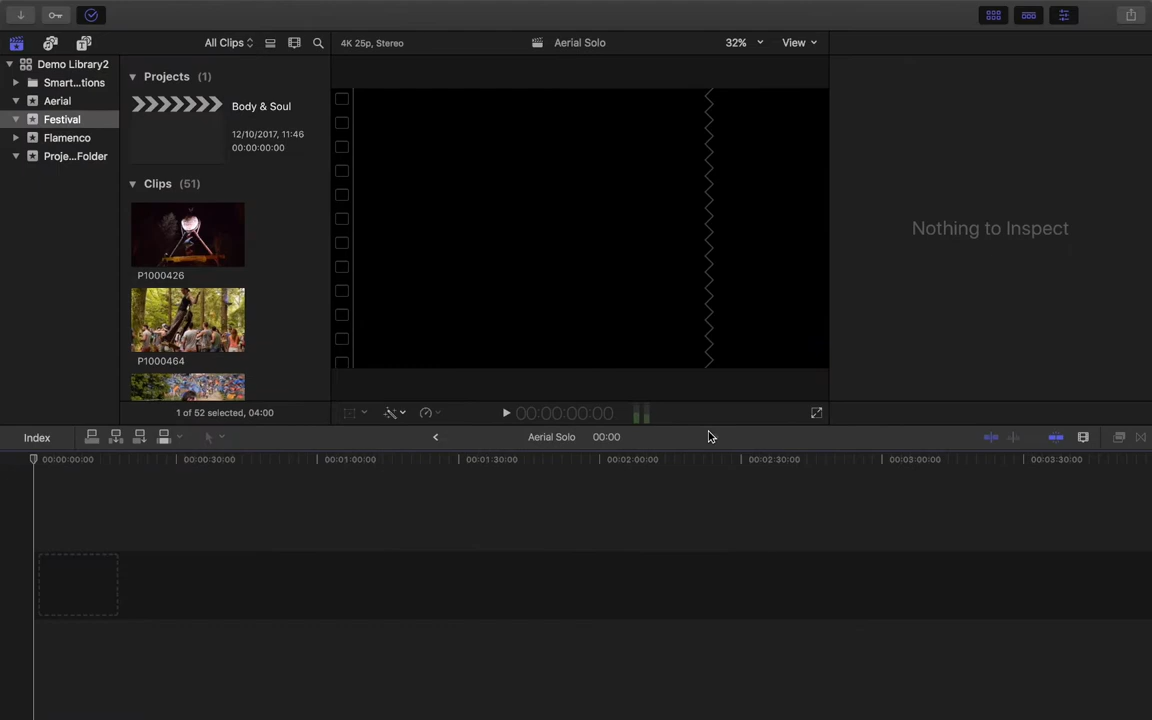 All Clips
4K 25p, Stereo
Aerial Solo
32%
View
Demo Library2
Smart...tions
Aerial
Festival
Flamenco
Proje...Folder
Projects (1)
Body & Soul
12/10/2017, 11:46
00:00:00:00
Clips (51)
P1000426
P1000464
1 of 52 selected, 04:00
Nothing to Inspect
00:00:00:00
Index
Aerial Solo 00:00
00:00:00:00 00:00:30:00 00:01:00:00 00:01:30:00 00:02:00:00 00:02:30:00 00:03:00:00 00:03:30:00